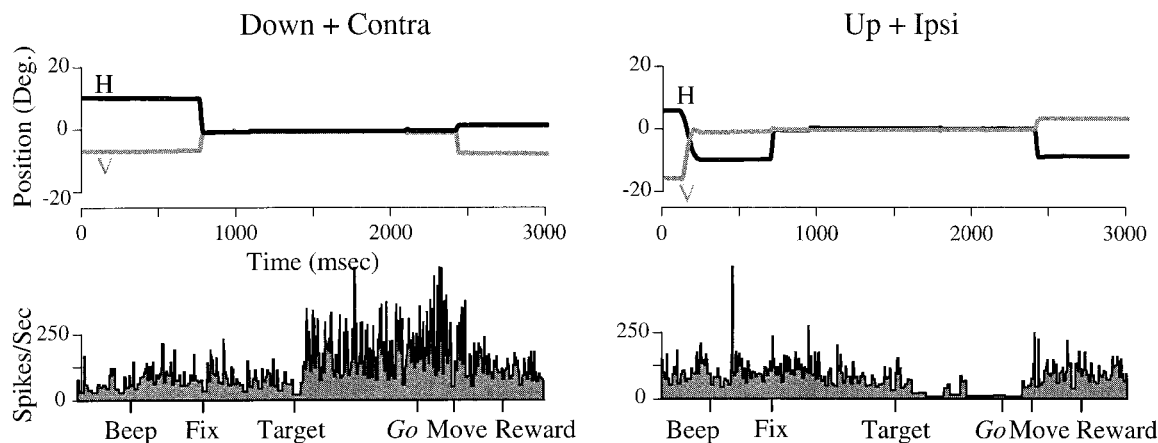 Down + Contra
Up + Ipsi
Position (Deg.)
20
0
-20
H
V
0 1000 2000 3000
Time (msec)
20
0
-20
H
V
0 1000 2000 3000
Spikes/Sec
250
0
Beep Fix Target Go Move Reward
250
0
Beep Fix Target Go Move Reward